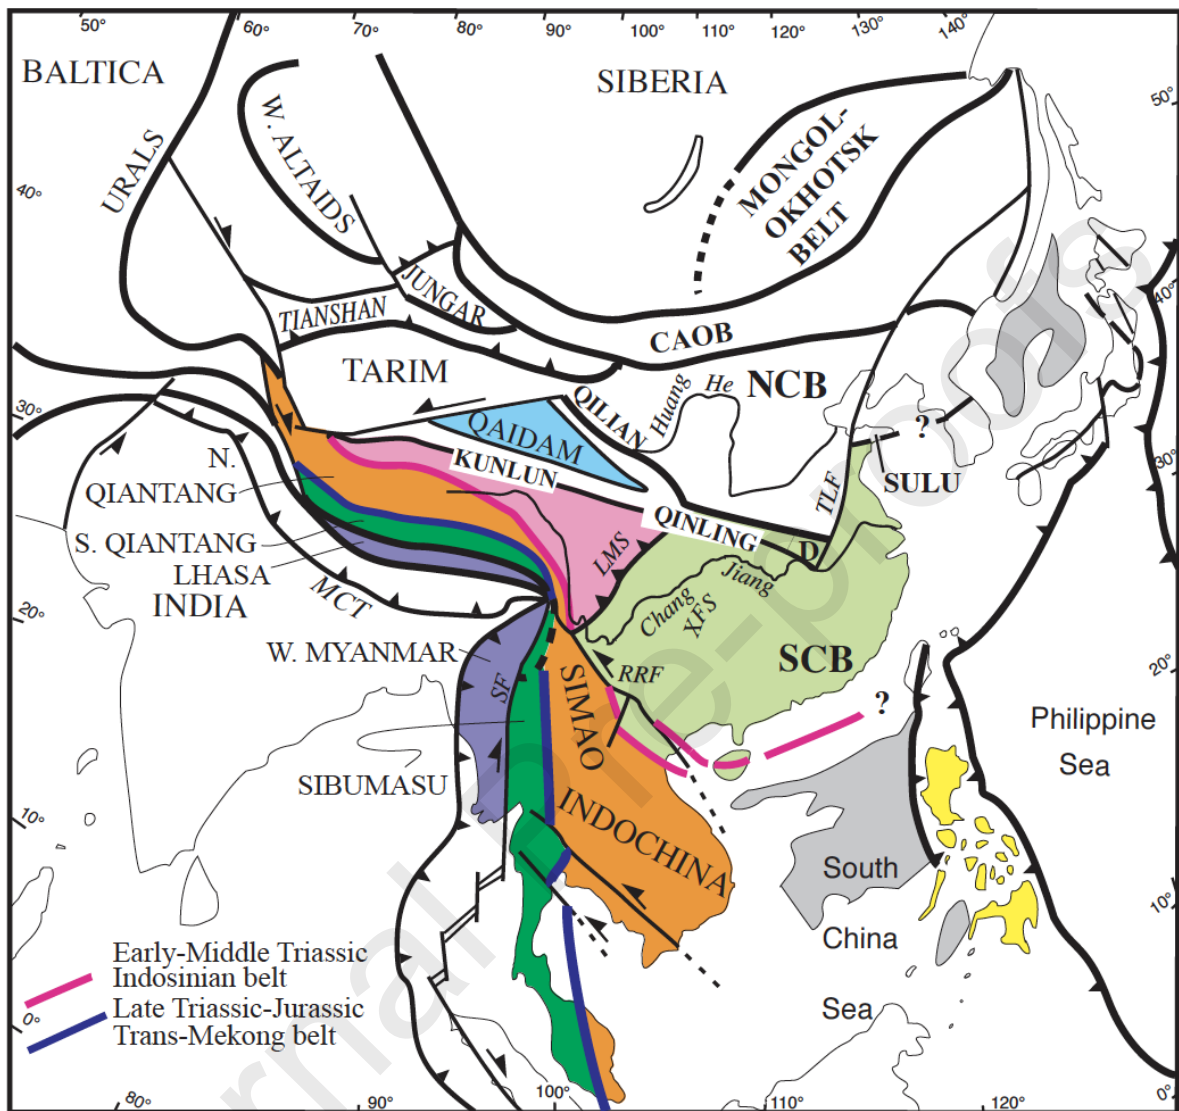 50°
60°
70°
80°
90°
100°
110°
120°
130°
140°
BALTICA
SIBERIA
W. ALTAIDS
URALS
MONGOL-
OKHOTSK
BELT
50°
40°
40°
JUNGAR
TIANSHAN
CAOB
TARIM
NCB
Huang
He
QILIAN
QAIDAM
KUNLUN
30°
?
30°
N.
QIANTANG
SULU
TLF
QINLING
D
S. QIANTANG
LHASA
LMS
Jiang
Chang
XFS
INDIA
MCT
20°
W. MYANMAR
SF
SIMAO
RRF
SCB
20°
?
Philippine
Sea
SIBUMASU
INDOCHINA
10°
South
10°
China
Sea
Early-Middle Triassic
Indosinian belt
Late Triassic-Jurassic
Trans-Mekong belt
0°
0°
80°
90°
100°
110°
120°
rnal Pre-proofs